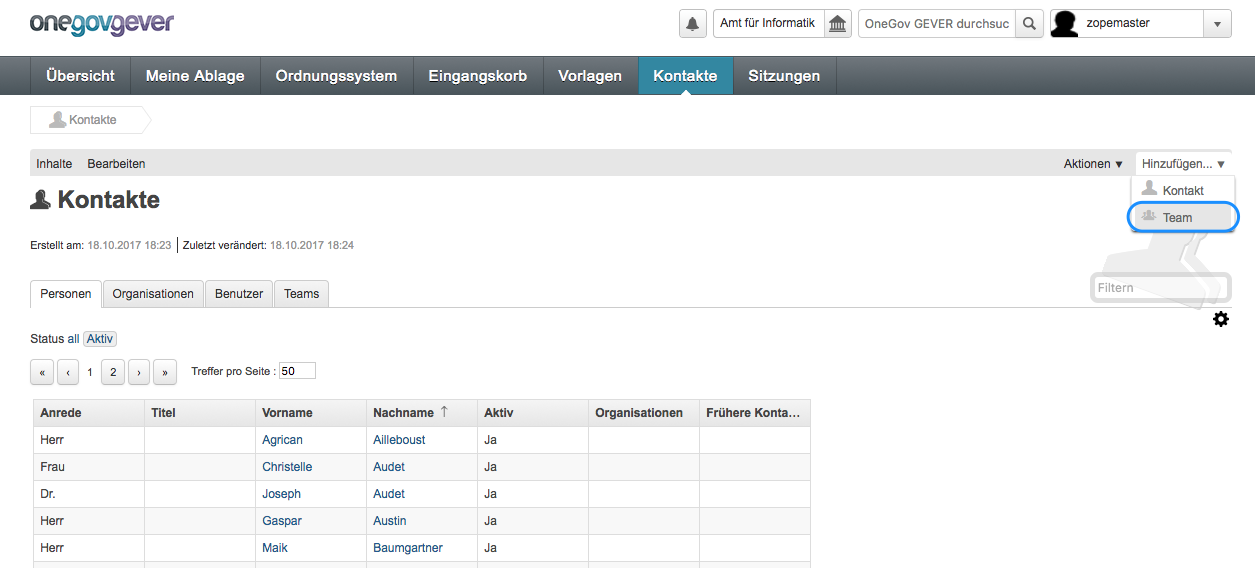 onegovgever
Amt für Informatik
OneGov GEVER durchsuc
zopemaster
Übersicht Meine Ablage Ordnungssystem Eingangskorb Vorlagen Kontakte Sitzungen
Kontakte
Inhalte Bearbeiten Aktionen ▼ Hinzufügen... ▼
Kontakt
Team
Kontakte
Erstellt am: 18.10.2017 18:23 Zuletzt verändert: 18.10.2017 18:24
Filtern
Personen Organisationen Benutzer Teams
Status all Aktiv
« ‹ 1 2 › » Treffer pro Seite : 50
Anrede Titel Vorname Nachname ↑ Aktiv Organisationen Frühere Konta…
Herr Agrican Ailleboust Ja
Frau Christelle Audet Ja
Dr. Joseph Audet Ja
Herr Gaspar Austin Ja
Herr Maik Baumgartner Ja